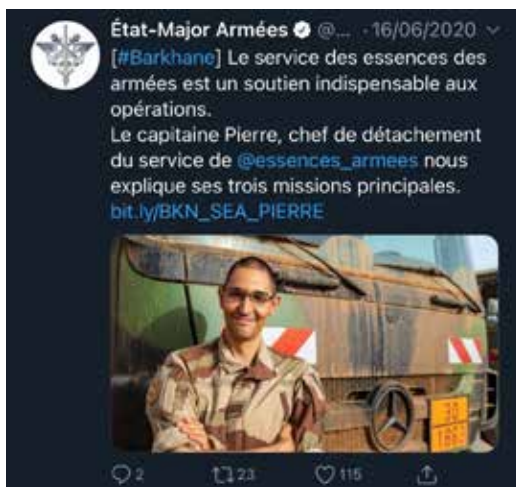 État-Major Armées @... · 16/06/2020
[#Barkhane] Le service des essences des
armées est un soutien indispensable aux
opérations.
Le capitaine Pierre, chef de détachement
du service de @essences_armees nous
explique ses trois missions principales.
bit.ly/BKN_SEA_PIERRE
2 23 115